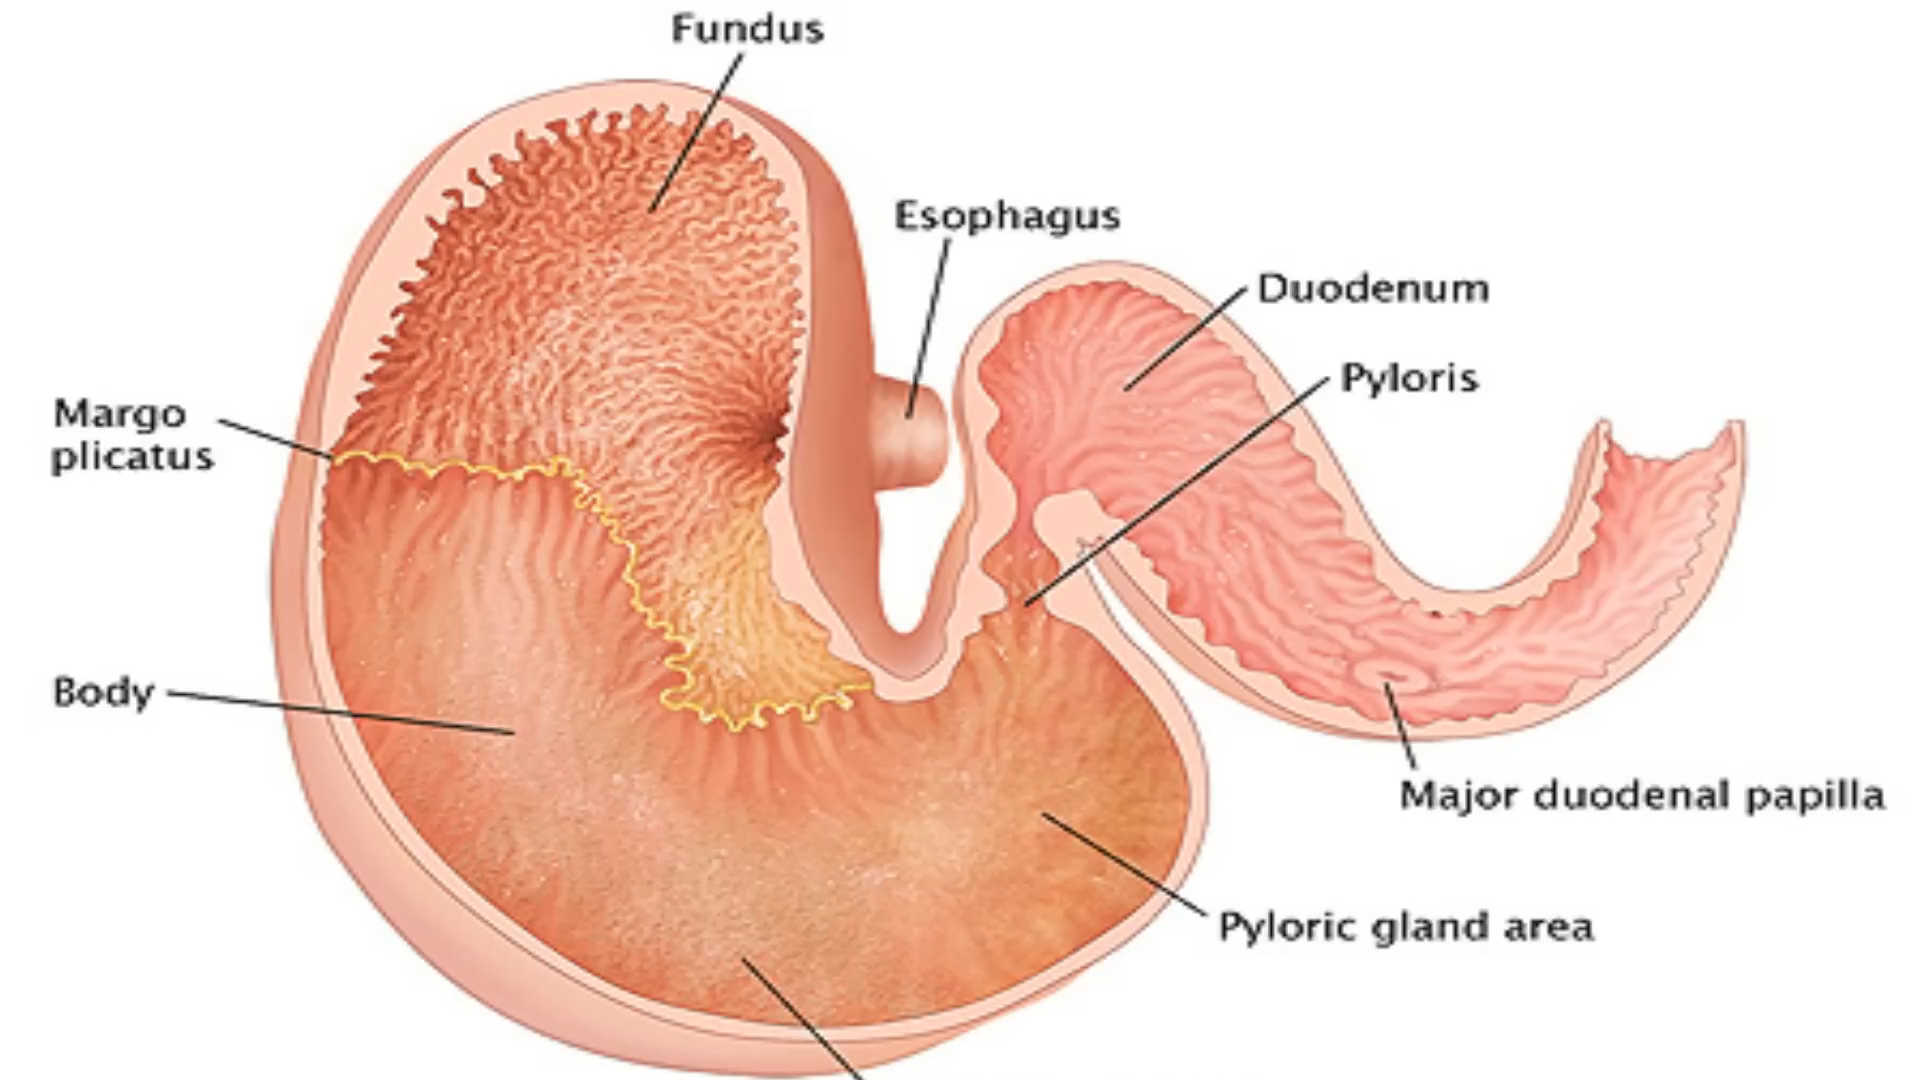 Fundus
Esophagus
Duodenum
Pyloris
Margo
plicatus
Body
Major duodenal papilla
Pyloric gland area